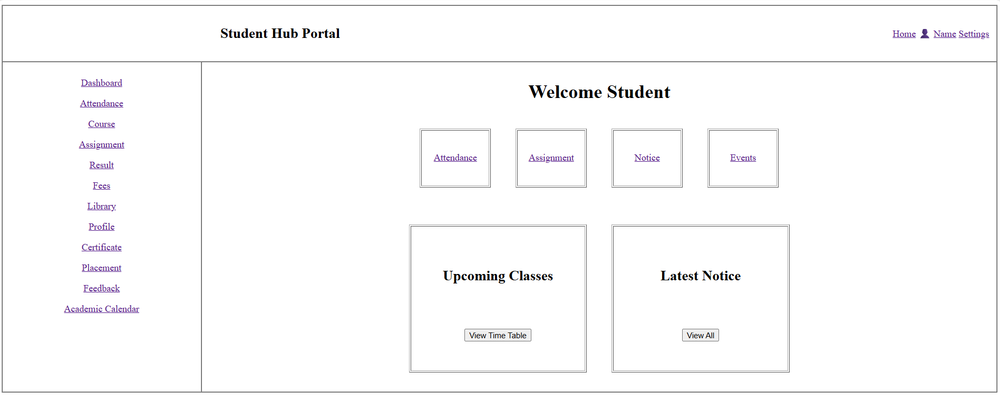 Student Hub Portal
Home 👤 Name Settings
Dashboard
Attendance
Course
Assignment
Result
Fees
Library
Profile
Certificate
Placement
Feedback
Academic Calendar
Welcome Student
Attendance Assignment Notice Events
Upcoming Classes
View Time Table
Latest Notice
View All